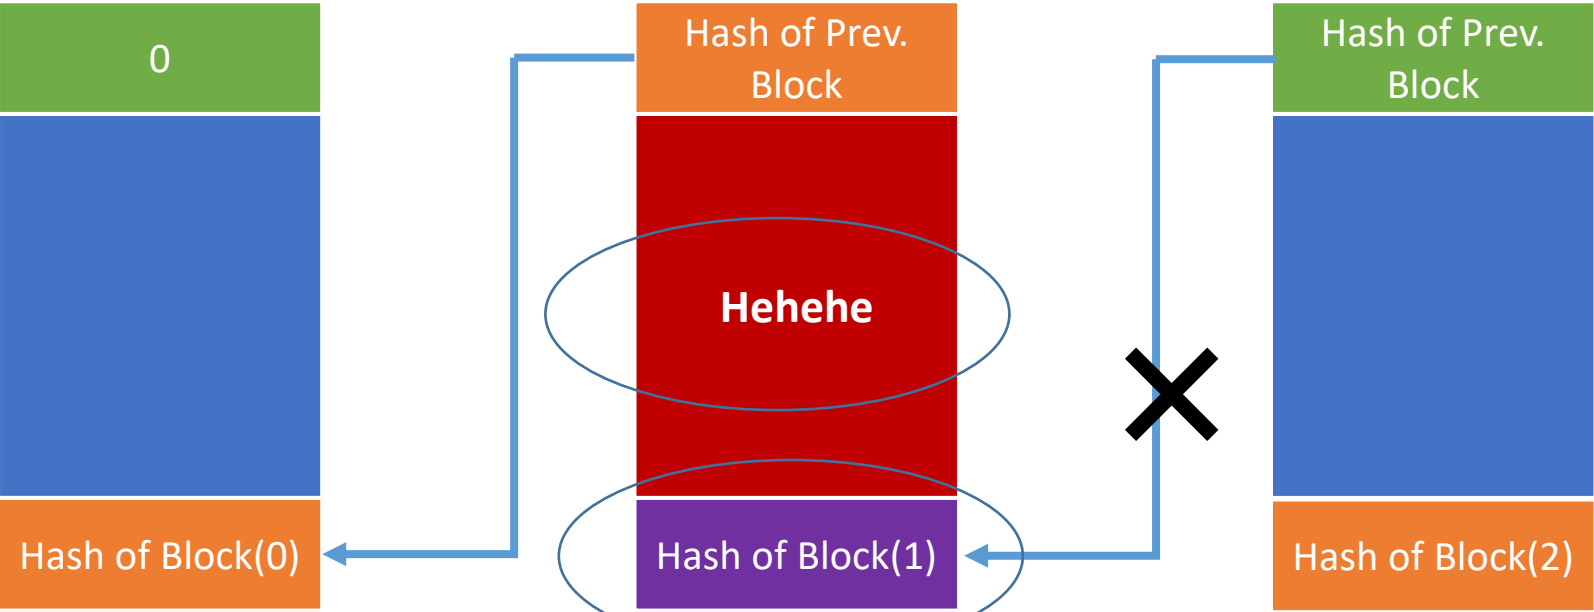 0
Hash of Block(0)
Hash of Prev.
Block
Hehehe
Hash of Block(1)
Hash of Prev.
Block
Hash of Block(2)